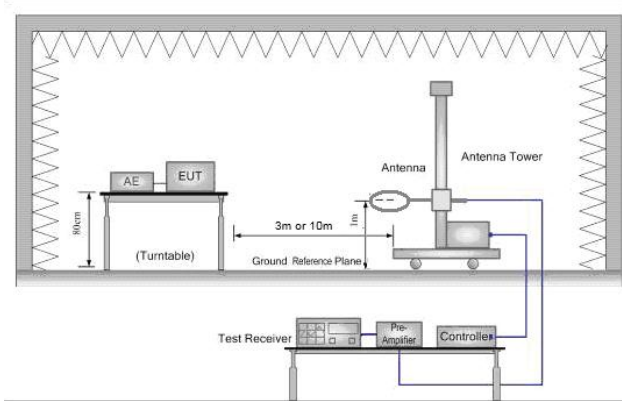 Antenna
Antenna Tower
AE
EUT
80cm
(Turntable)
3m or 10m
1m
Ground Reference Plane
Test Receiver
Pre-
Amplifier
Controller